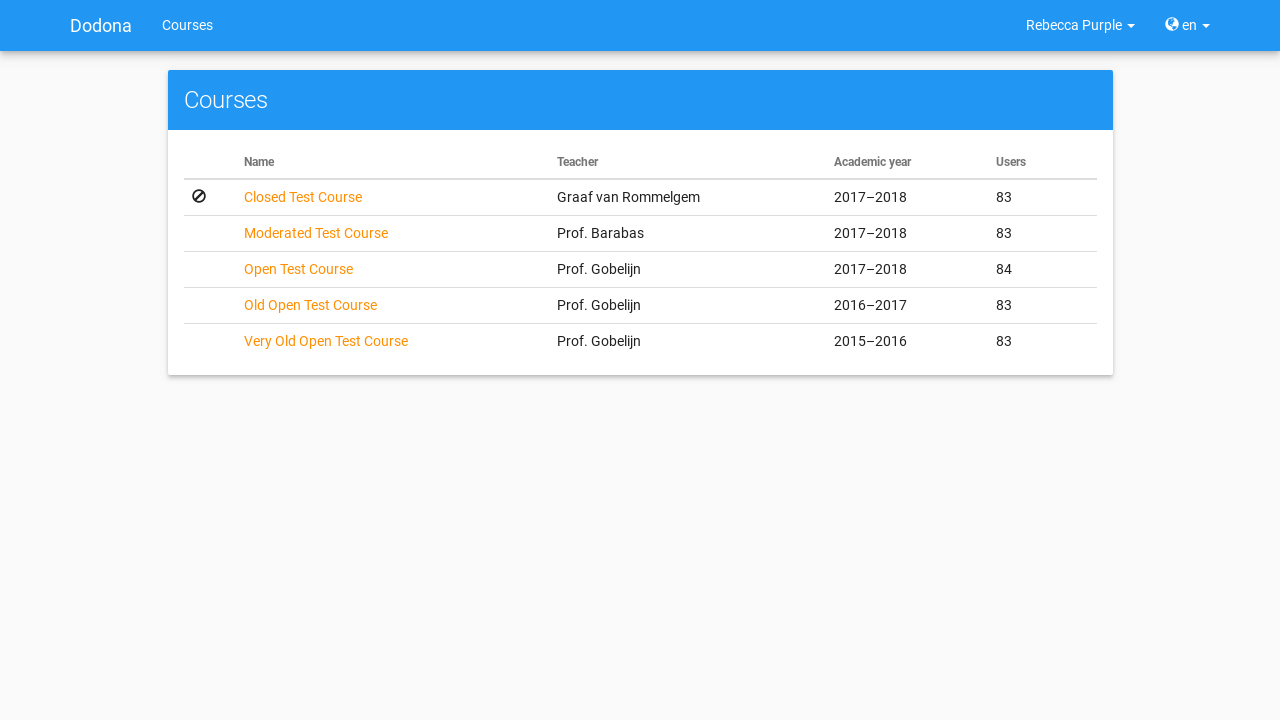 Dodona Courses Rebecca Purple en
Courses
Name Teacher Academic year Users
Closed Test Course Graaf van Rommelgem 2017–2018 83
Moderated Test Course Prof. Barabas 2017–2018 83
Open Test Course Prof. Gobelijn 2017–2018 84
Old Open Test Course Prof. Gobelijn 2016–2017 83
Very Old Open Test Course Prof. Gobelijn 2015–2016 83